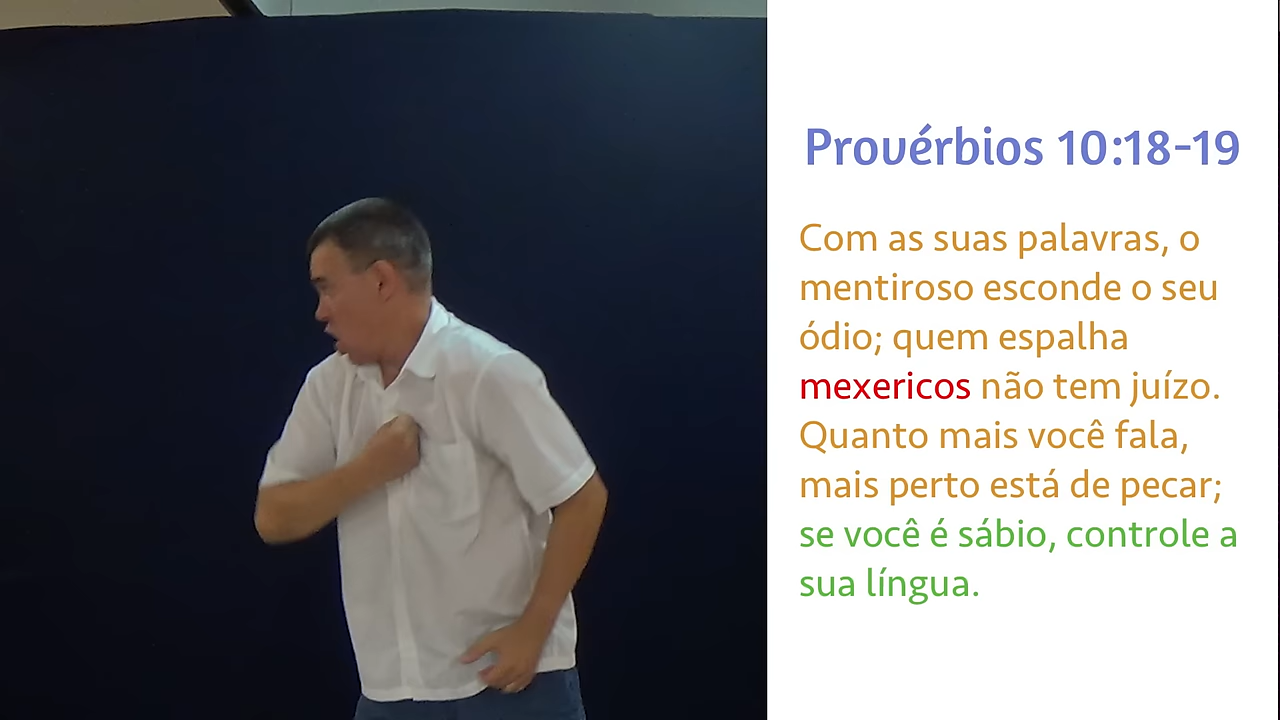 Provérbios 10:18-19
Com as suas palavras, o
mentiroso esconde o seu
ódio; quem espalha
mexericos não tem juízo.
Quanto mais você fala,
mais perto está de pecar;
se você é sábio, controle a
sua língua.